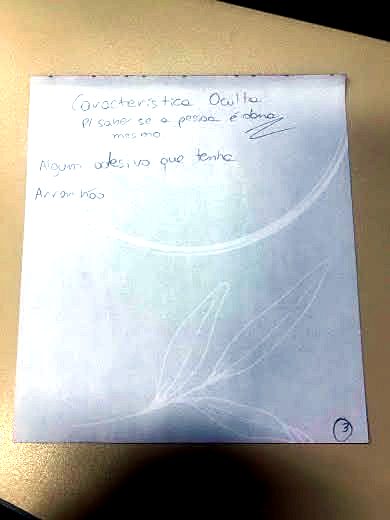 Característica Oculta
p/ saber se a pessoa é dona
mesmo
Algum adesivo que tenha
Arranhão
3